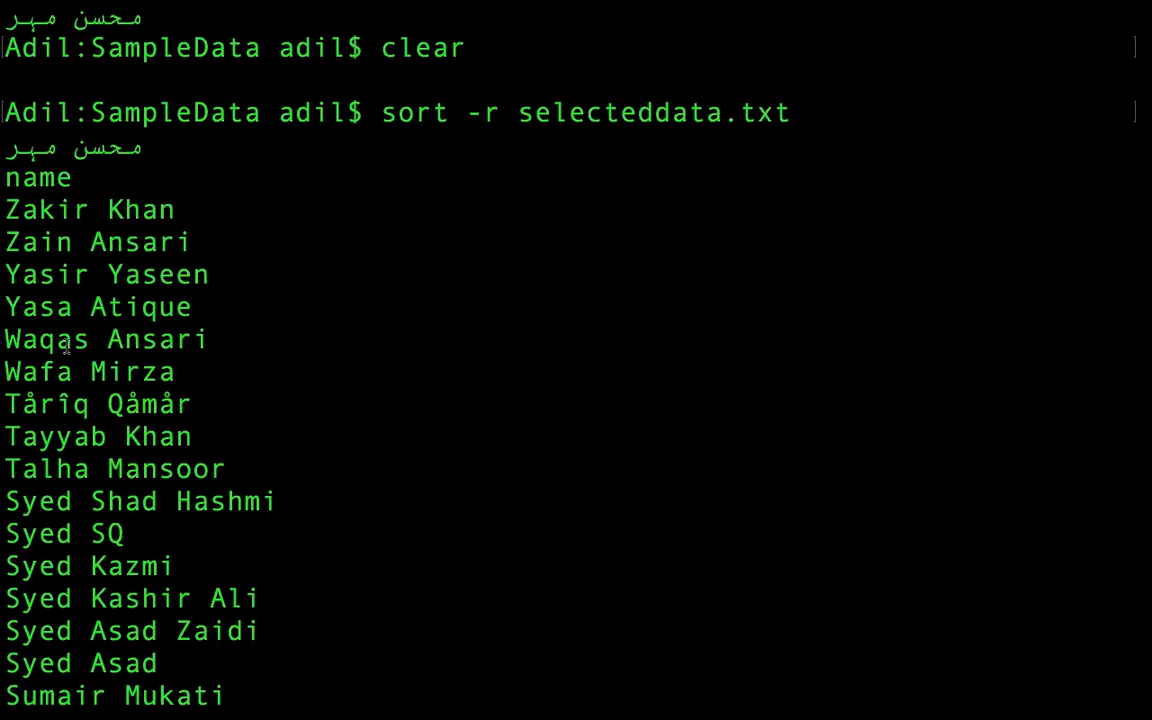 محسن مہر
Adil:SampleData adil$ clear
Adil:SampleData adil$ sort -r selecteddata.txt
محسن مہر
name
Zakir Khan
Zain Ansari
Yasir Yaseen
Yasa Atique
Waqas Ansari
Wafa Mirza
Tårîq Qåmår
Tayyab Khan
Talha Mansoor
Syed Shad Hashmi
Syed SQ
Syed Kazmi
Syed Kashir Ali
Syed Asad Zaidi
Syed Asad
Sumair Mukati